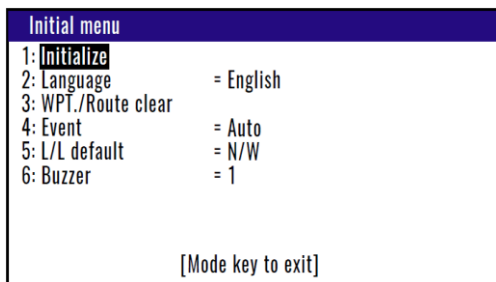 Initial menu
1: Initialize
2: Language = English
3: WPT./Route clear
4: Event = Auto
5: L/L default = N/W
6: Buzzer = 1
[Mode key to exit]